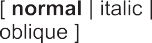 [ normal | italic |
oblique ]